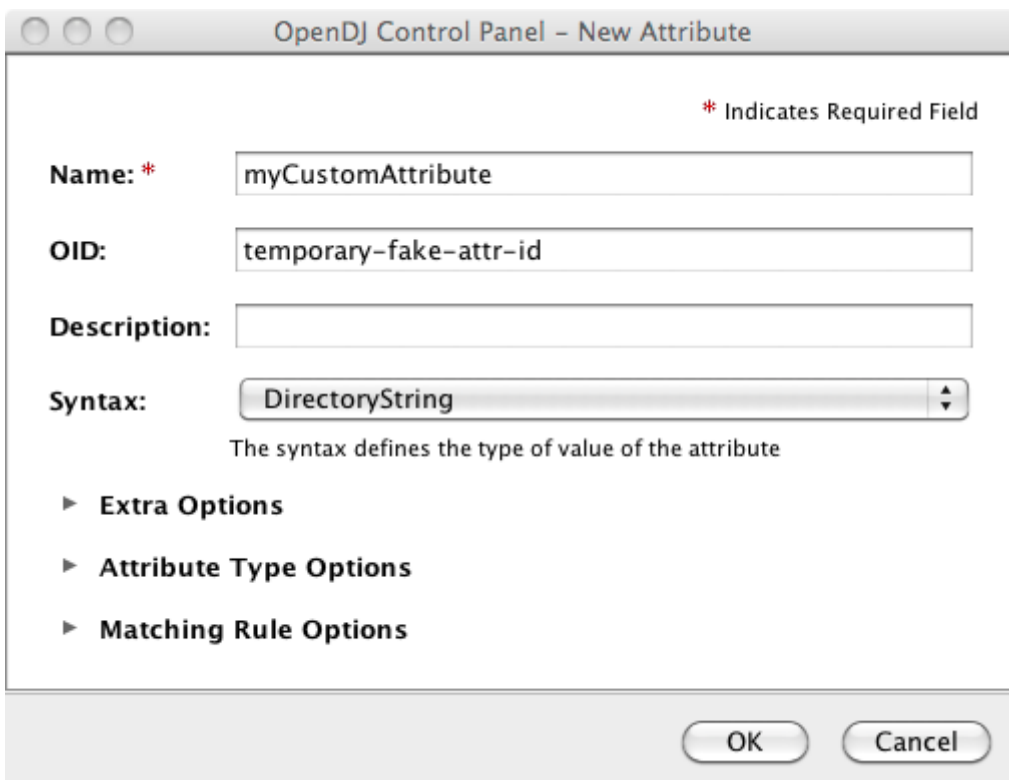 OpenDJ Control Panel – New Attribute
* Indicates Required Field
Name: * myCustomAttribute
OID: temporary-fake-attr-id
Description:
Syntax: DirectoryString
The syntax defines the type of value of the attribute
Extra Options
Attribute Type Options
Matching Rule Options
OK Cancel